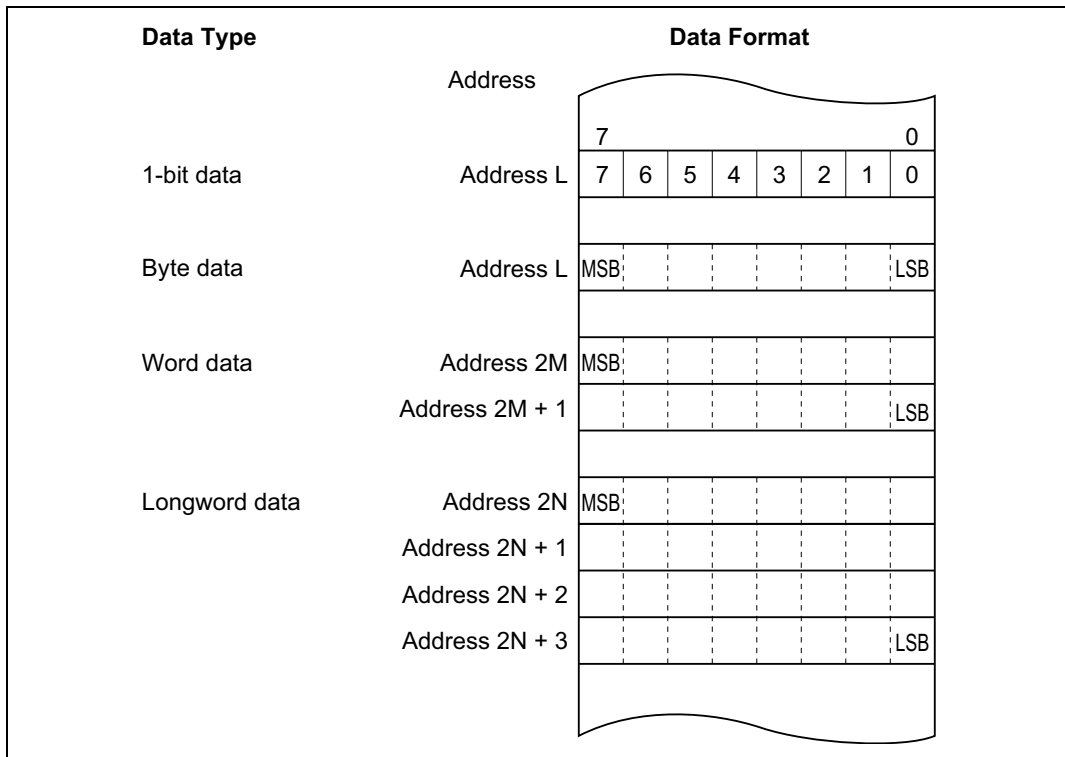 Data Type Data Format
Address
7 0
1-bit data Address L 7 6 5 4 3 2 1 0
Byte data Address L MSB LSB
Word data Address 2M MSB
Address 2M + 1 LSB
Longword data Address 2N MSB
Address 2N + 1
Address 2N + 2
Address 2N + 3 LSB